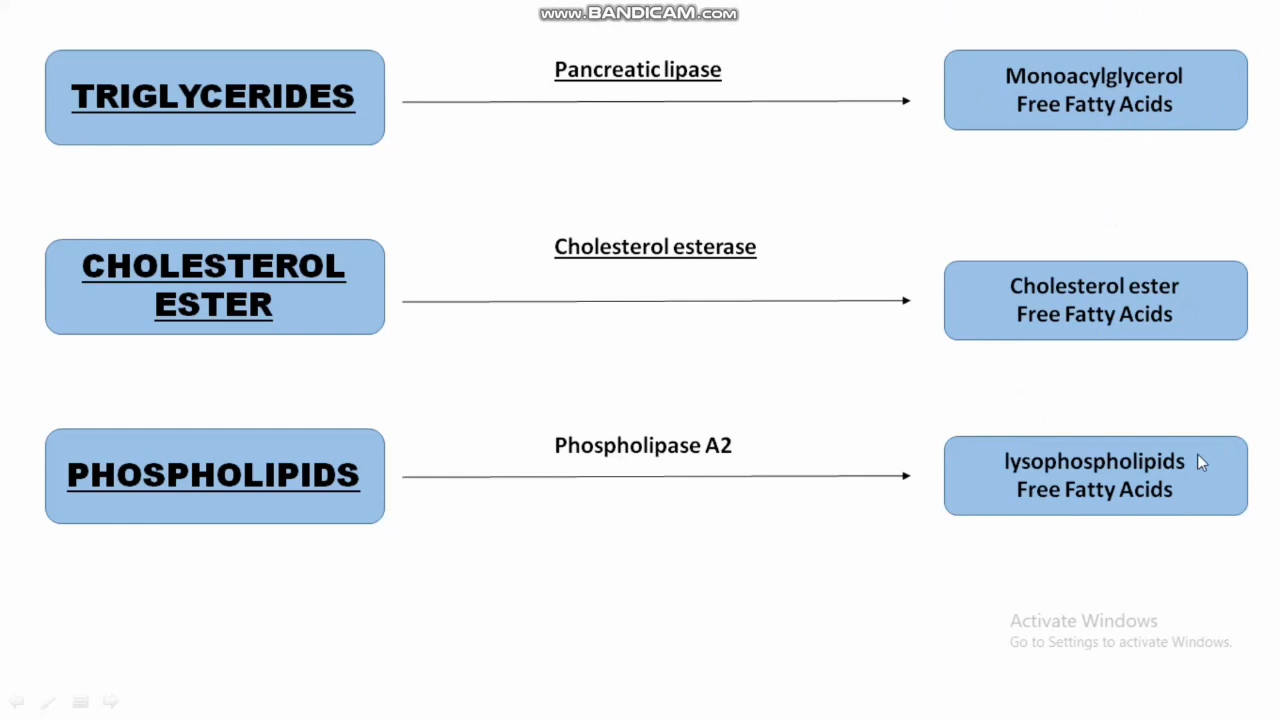 www.BANDICAM.com
TRIGLYCERIDES
Pancreatic lipase
Monoacylglycerol
Free Fatty Acids
CHOLESTEROL
ESTER
Cholesterol esterase
Cholesterol ester
Free Fatty Acids
PHOSPHOLIPIDS
Phospholipase A2
lysophospholipids
Free Fatty Acids
Activate Windows
Go to Settings to activate Windows.